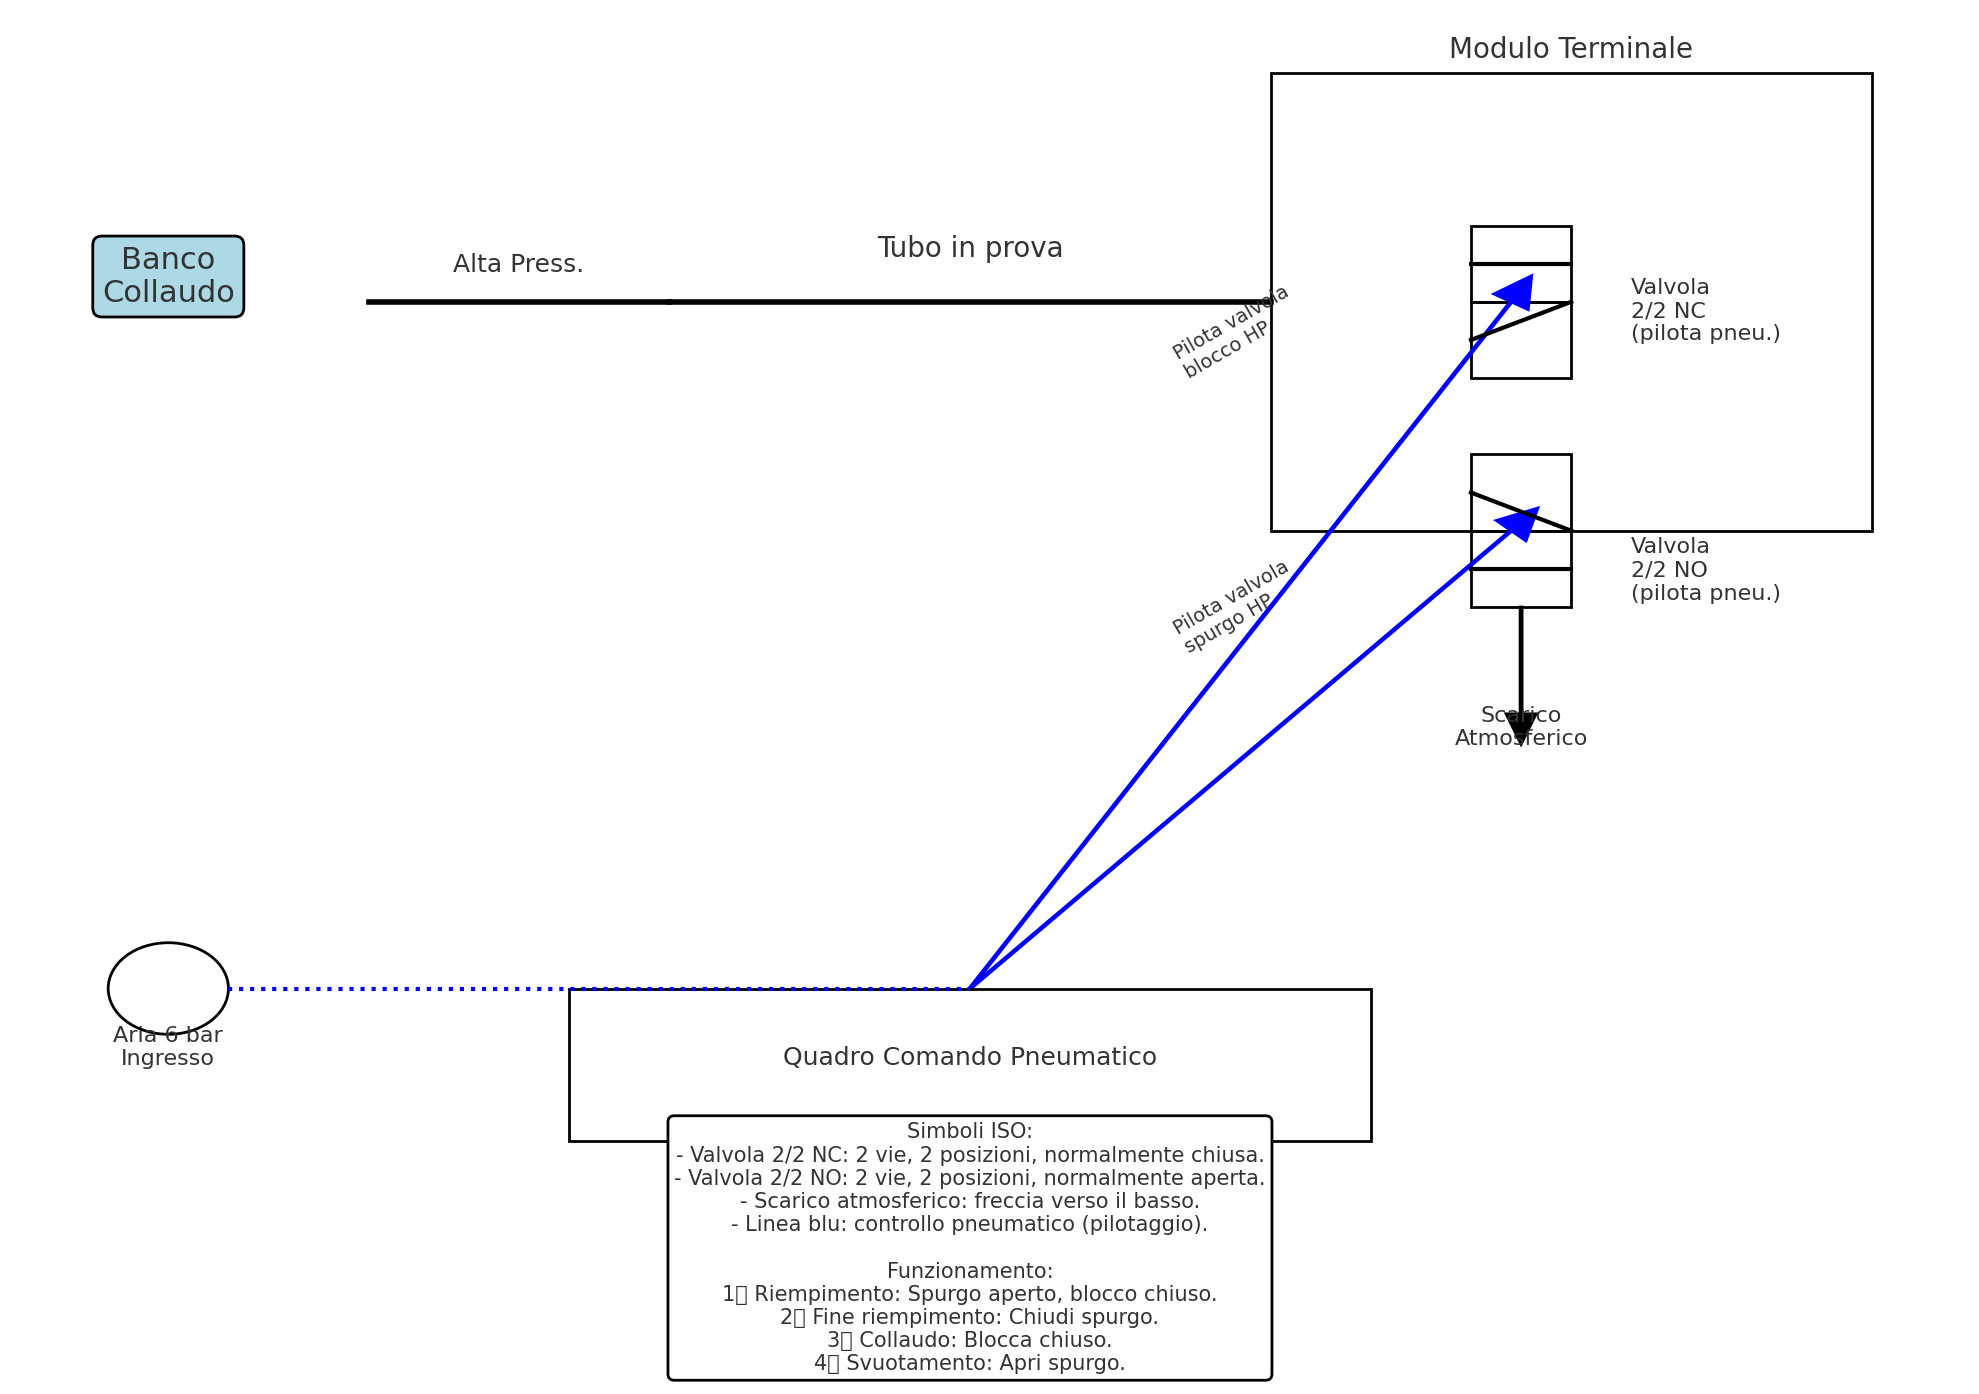 Modulo Terminale
Banco
Collaudo
Alta Press.
Tubo in prova
Pilota valvola
blocco HP
Valvola
2/2 NC
(pilota pneu.)
Pilota valvola
spurgo HP
Valvola
2/2 NO
(pilota pneu.)
Scarico
Atmosferico
Aria 6 bar
Ingresso
Quadro Comando Pneumatico
Simboli ISO:
- Valvola 2/2 NC: 2 vie, 2 posizioni, normalmente chiusa.
- Valvola 2/2 NO: 2 vie, 2 posizioni, normalmente aperta.
- Scarico atmosferico: freccia verso il basso.
- Linea blu: controllo pneumatico (pilotaggio).
Funzionamento:
1▯ Riempimento: Spurgo aperto, blocco chiuso.
2▯ Fine riempimento: Chiudi spurgo.
3▯ Collaudo: Blocca chiuso.
4▯ Svuotamento: Apri spurgo.